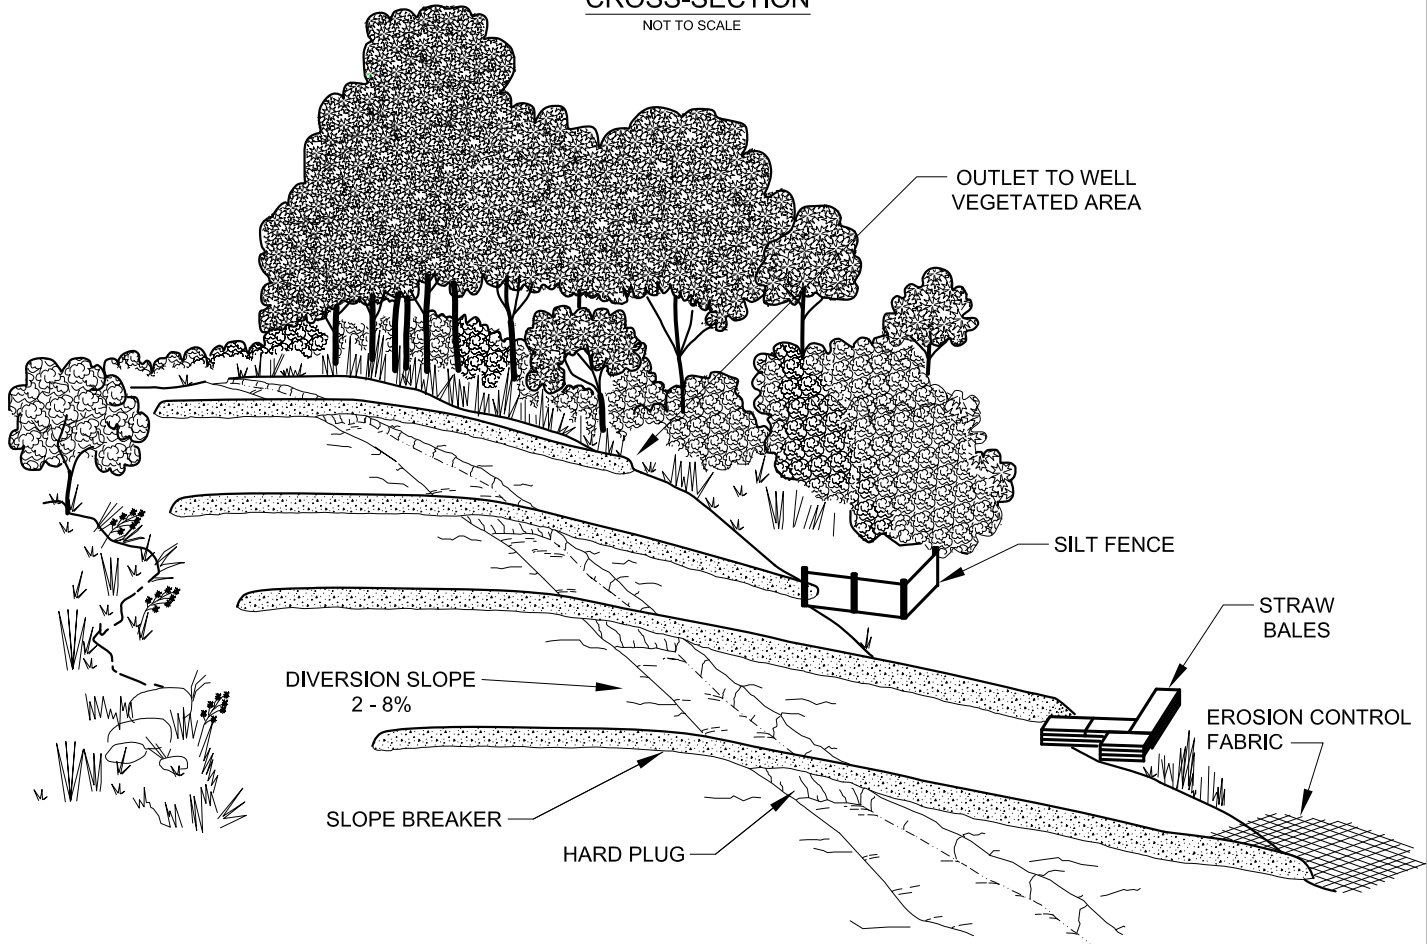 CROSS-SECTION
NOT TO SCALE
OUTLET TO WELL
VEGETATED AREA
SILT FENCE
STRAW
BALES
DIVERSION SLOPE
2 - 8%
EROSION CONTROL
FABRIC
SLOPE BREAKER
HARD PLUG